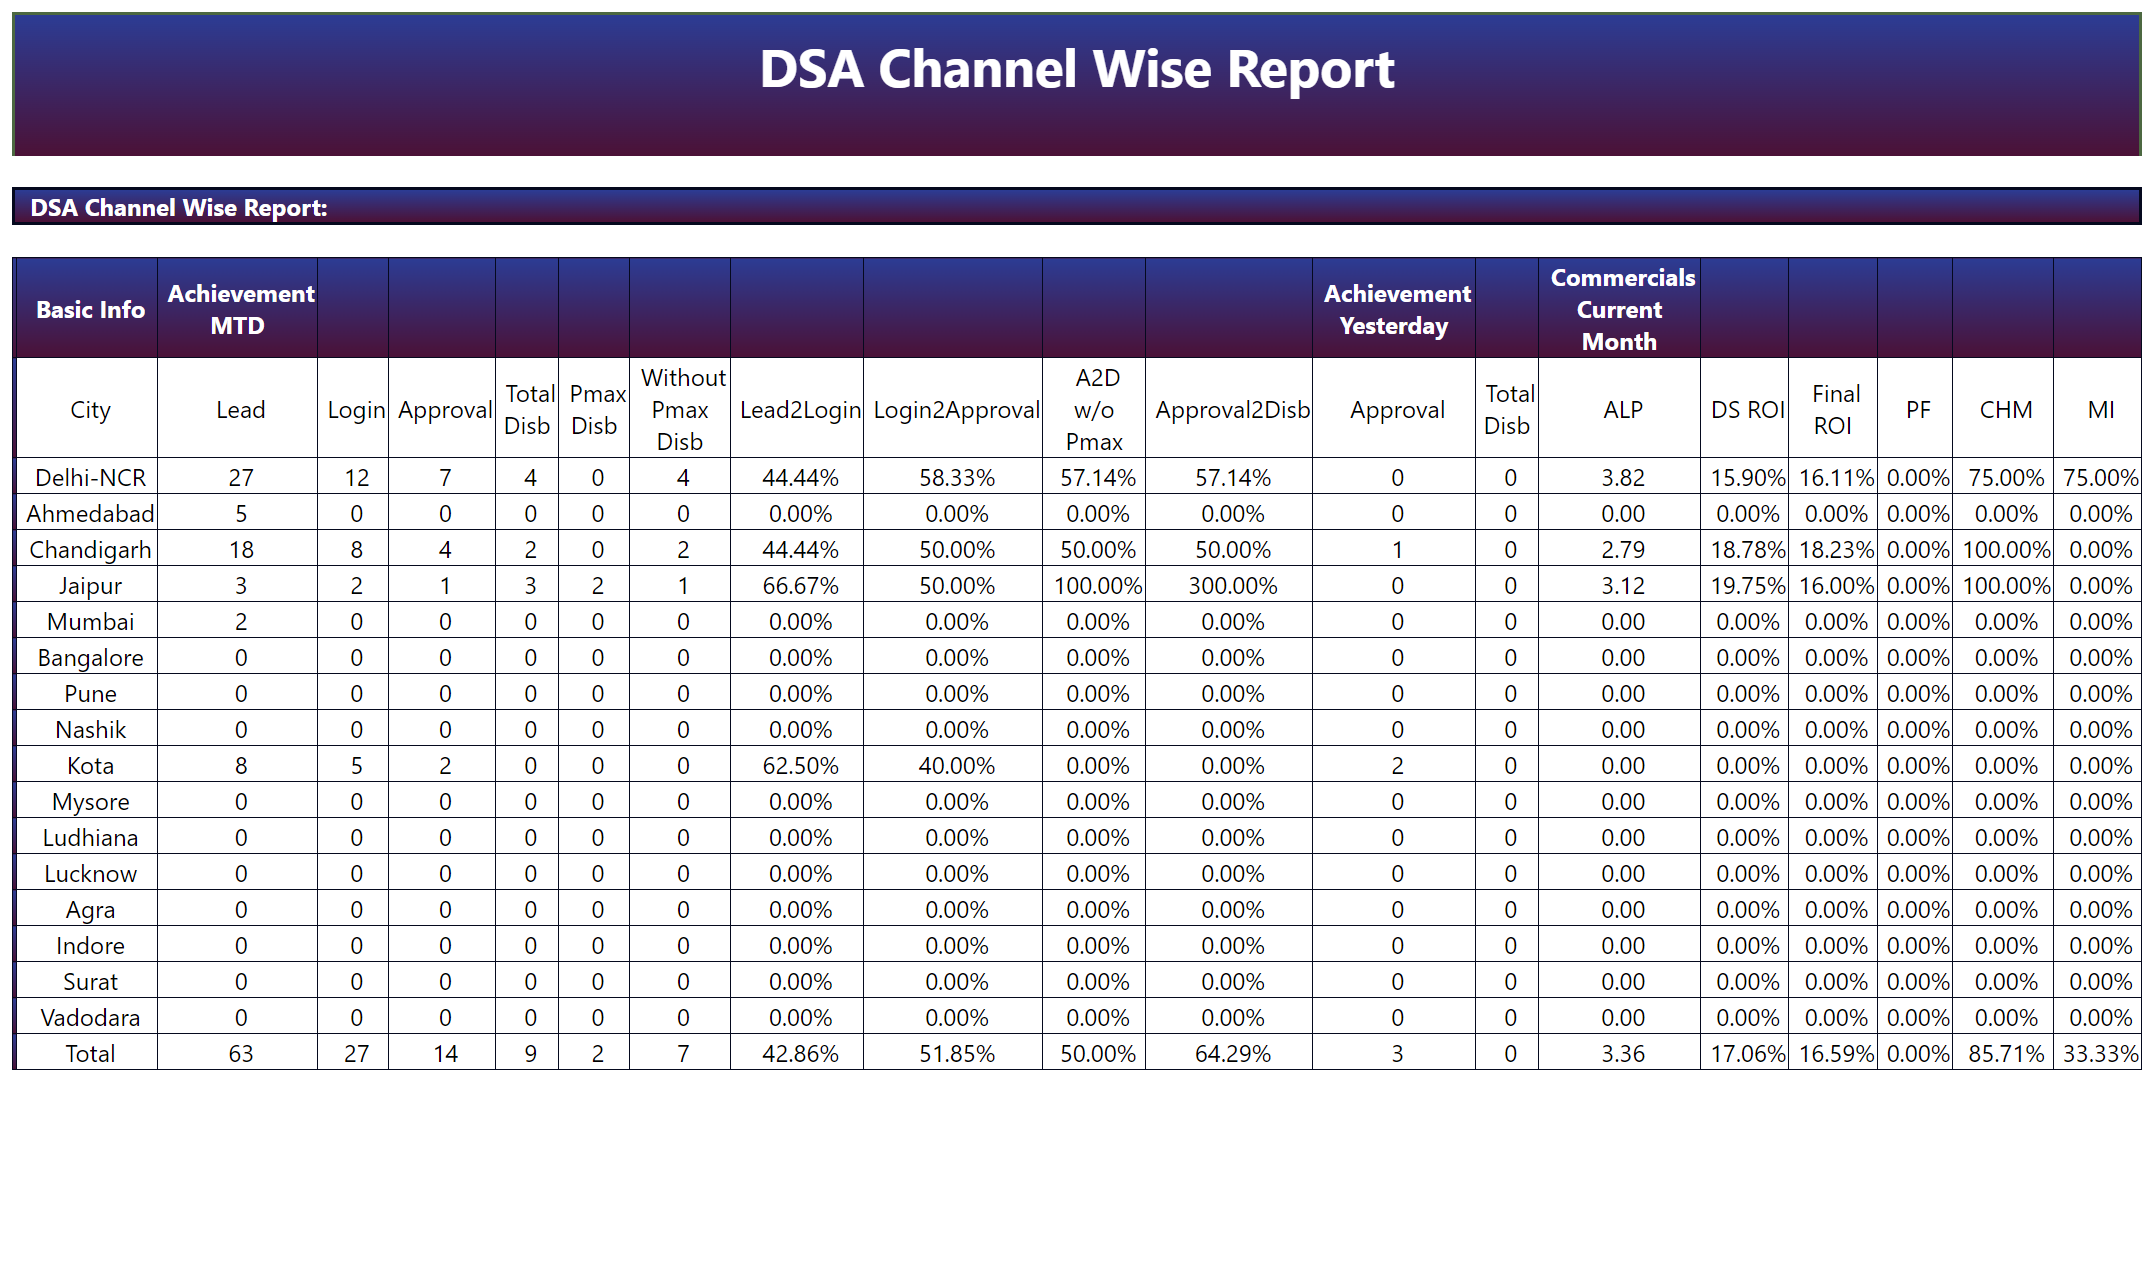 DSA Channel Wise Report
DSA Channel Wise Report:
Basic Info Achievement MTD Achievement Yesterday Commercials Current Month
City Lead Login Approval Total Disb Pmax Disb Without Pmax Disb Lead2Login Login2Approval A2D w/o Pmax Approval2Disb Approval Total Disb ALP DS ROI Final ROI PF CHM MI
Delhi-NCR 27 12 7 4 0 4 44.44% 58.33% 57.14% 57.14% 0 0 3.82 15.90% 16.11% 0.00% 75.00% 75.00%
Ahmedabad 5 0 0 0 0 0 0.00% 0.00% 0.00% 0.00% 0 0 0.00 0.00% 0.00% 0.00% 0.00% 0.00%
Chandigarh 18 8 4 2 0 2 44.44% 50.00% 50.00% 50.00% 1 0 2.79 18.78% 18.23% 0.00% 100.00% 0.00%
Jaipur 3 2 1 3 2 1 66.67% 50.00% 100.00% 300.00% 0 0 3.12 19.75% 16.00% 0.00% 100.00% 0.00%
Mumbai 2 0 0 0 0 0 0.00% 0.00% 0.00% 0.00% 0 0 0.00 0.00% 0.00% 0.00% 0.00% 0.00%
Bangalore 0 0 0 0 0 0 0.00% 0.00% 0.00% 0.00% 0 0 0.00 0.00% 0.00% 0.00% 0.00% 0.00%
Pune 0 0 0 0 0 0 0.00% 0.00% 0.00% 0.00% 0 0 0.00 0.00% 0.00% 0.00% 0.00% 0.00%
Nashik 0 0 0 0 0 0 0.00% 0.00% 0.00% 0.00% 0 0 0.00 0.00% 0.00% 0.00% 0.00% 0.00%
Kota 8 5 2 0 0 0 62.50% 40.00% 0.00% 0.00% 2 0 0.00 0.00% 0.00% 0.00% 0.00% 0.00%
Mysore 0 0 0 0 0 0 0.00% 0.00% 0.00% 0.00% 0 0 0.00 0.00% 0.00% 0.00% 0.00% 0.00%
Ludhiana 0 0 0 0 0 0 0.00% 0.00% 0.00% 0.00% 0 0 0.00 0.00% 0.00% 0.00% 0.00% 0.00%
Lucknow 0 0 0 0 0 0 0.00% 0.00% 0.00% 0.00% 0 0 0.00 0.00% 0.00% 0.00% 0.00% 0.00%
Agra 0 0 0 0 0 0 0.00% 0.00% 0.00% 0.00% 0 0 0.00 0.00% 0.00% 0.00% 0.00% 0.00%
Indore 0 0 0 0 0 0 0.00% 0.00% 0.00% 0.00% 0 0 0.00 0.00% 0.00% 0.00% 0.00% 0.00%
Surat 0 0 0 0 0 0 0.00% 0.00% 0.00% 0.00% 0 0 0.00 0.00% 0.00% 0.00% 0.00% 0.00%
Vadodara 0 0 0 0 0 0 0.00% 0.00% 0.00% 0.00% 0 0 0.00 0.00% 0.00% 0.00% 0.00% 0.00%
Total 63 27 14 9 2 7 42.86% 51.85% 50.00% 64.29% 3 0 3.36 17.06% 16.59% 0.00% 85.71% 33.33%